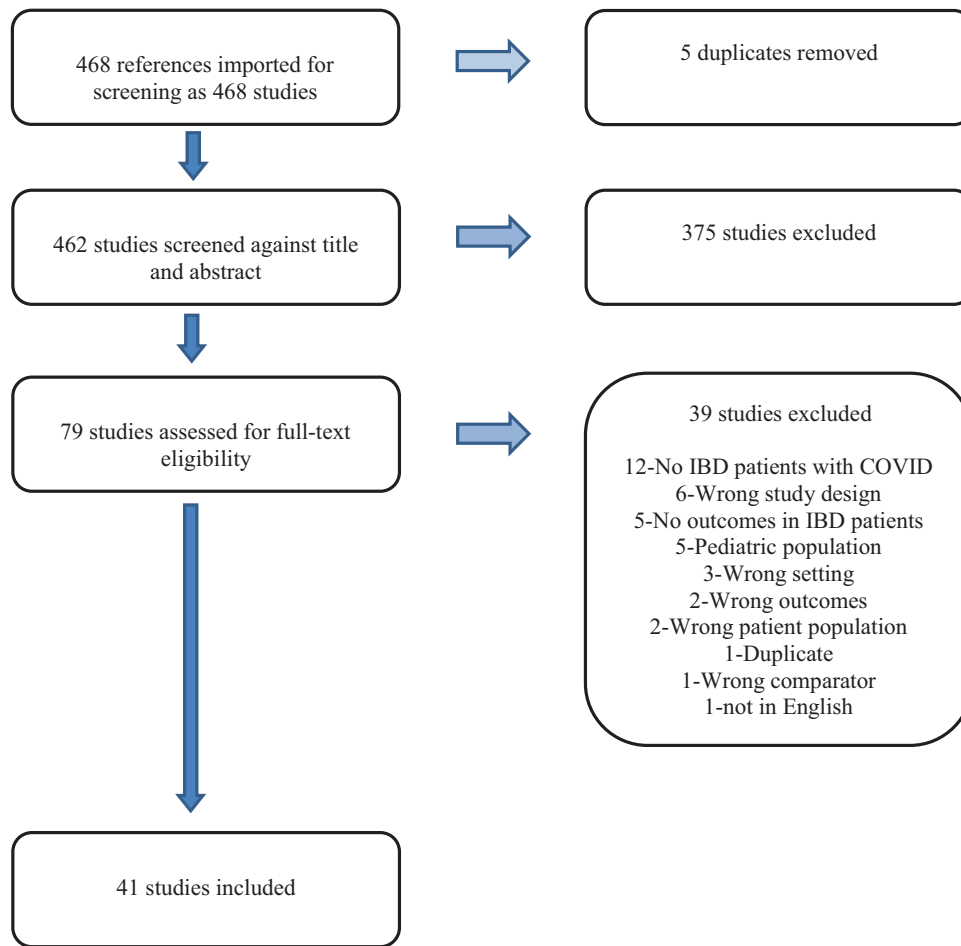 468 references imported for
screening as 468 studies
5 duplicates removed
462 studies screened against title
and abstract
375 studies excluded
79 studies assessed for full-text
eligibility
39 studies excluded
12-No IBD patients with COVID
6-Wrong study design
5-No outcomes in IBD patients
5-Pediatric population
3-Wrong setting
2-Wrong outcomes
2-Wrong patient population
1-Duplicate
1-Wrong comparator
1-not in English
41 studies included